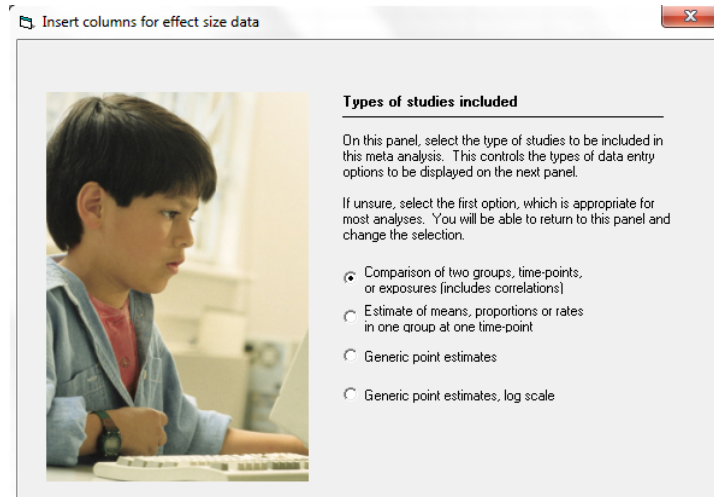 Insert columns for effect size data
Types of studies included
On this panel, select the type of studies to be included in
this meta analysis. This controls the types of data entry
options to be displayed on the next panel.
If unsure, select the first option, which is appropriate for
most analyses. You will be able to return to this panel and
change the selection.
Comparison of two groups, time-points,
or exposures (includes correlations)
Estimate of means, proportions or rates
in one group at one time-point
Generic point estimates
Generic point estimates, log scale